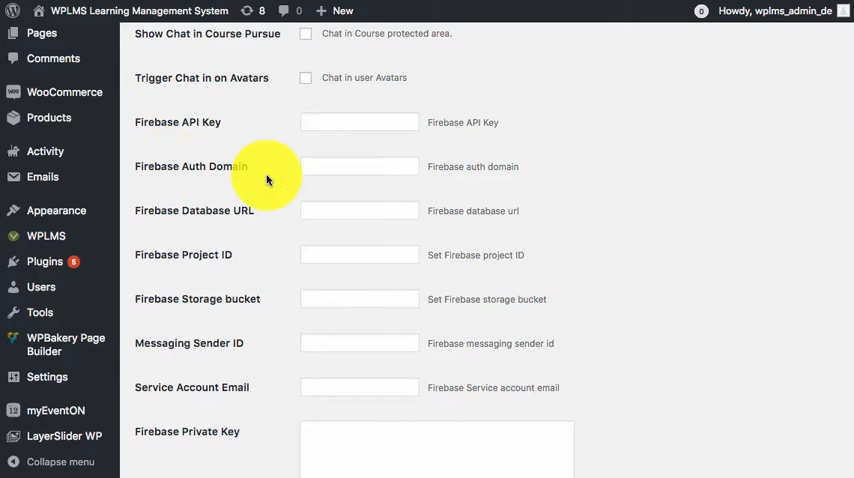 WPLMS Learning Management System 8 0 New 0 Howdy, wplms_admin_de
Pages
Comments
WOO WooCommerce
Products
Activity
Emails
Appearance
WPLMS
Plugins 5
Users
Tools
WPBakery Page
Builder
Settings
12 myEventON
LayerSlider WP
Collapse menu
Show Chat in Course Pursue Chat in Course protected area.
Trigger Chat in on Avatars Chat in user Avatars
Firebase API Key Firebase API Key
Firebase Auth Domain Firebase auth domain
Firebase Database URL Firebase database url
Firebase Project ID Set Firebase project ID
Firebase Storage bucket Set Firebase storage bucket
Messaging Sender ID Firebase messaging sender id
Service Account Email Firebase Service account email
Firebase Private Key